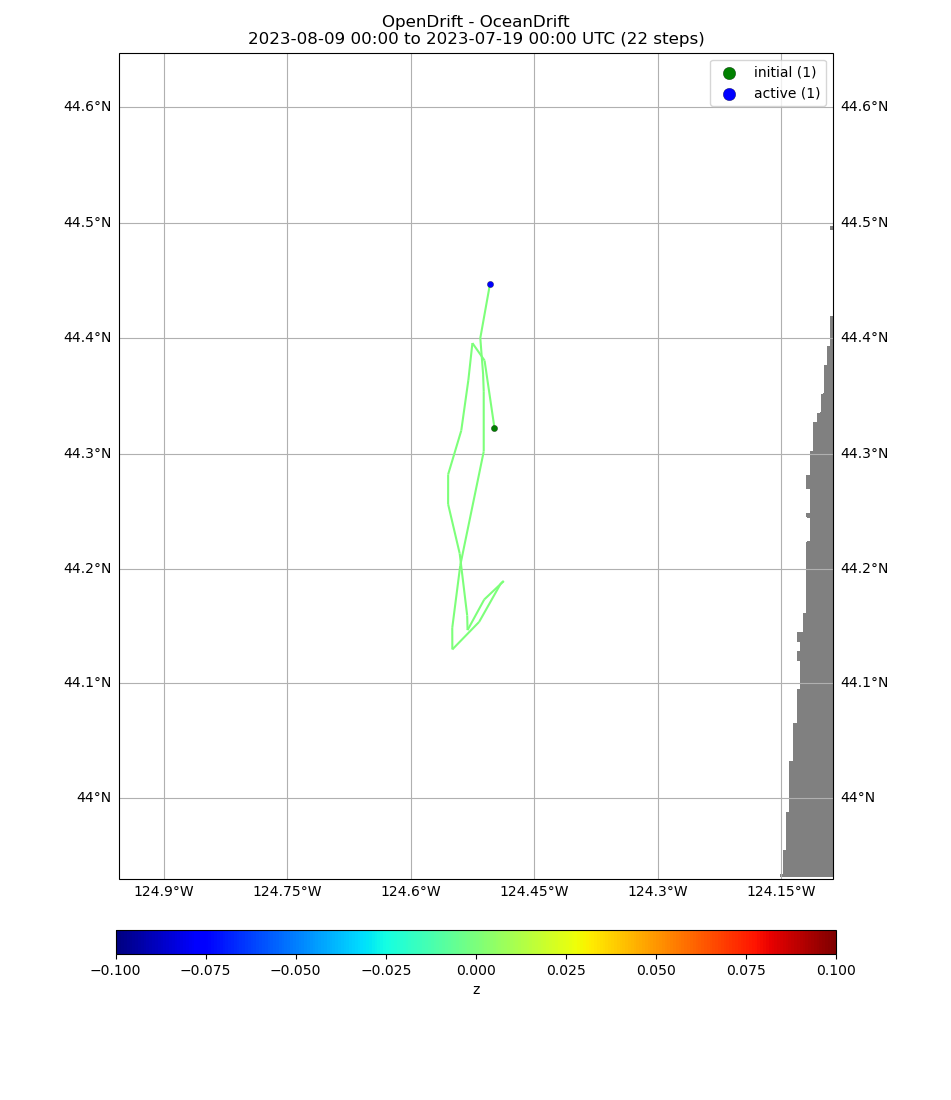 OpenDrift - OceanDrift
2023-08-09 00:00 to 2023-07-19 00:00 UTC (22 steps)
initial (1)
active (1)
44.6°N 44.6°N
44.5°N 44.5°N
44.4°N 44.4°N
44.3°N 44.3°N
44.2°N 44.2°N
44.1°N 44.1°N
44°N 44°N
124.9°W 124.75°W 124.6°W 124.45°W 124.3°W 124.15°W
−0.100 −0.075 −0.050 −0.025 0.000 0.025 0.050 0.075 0.100
z